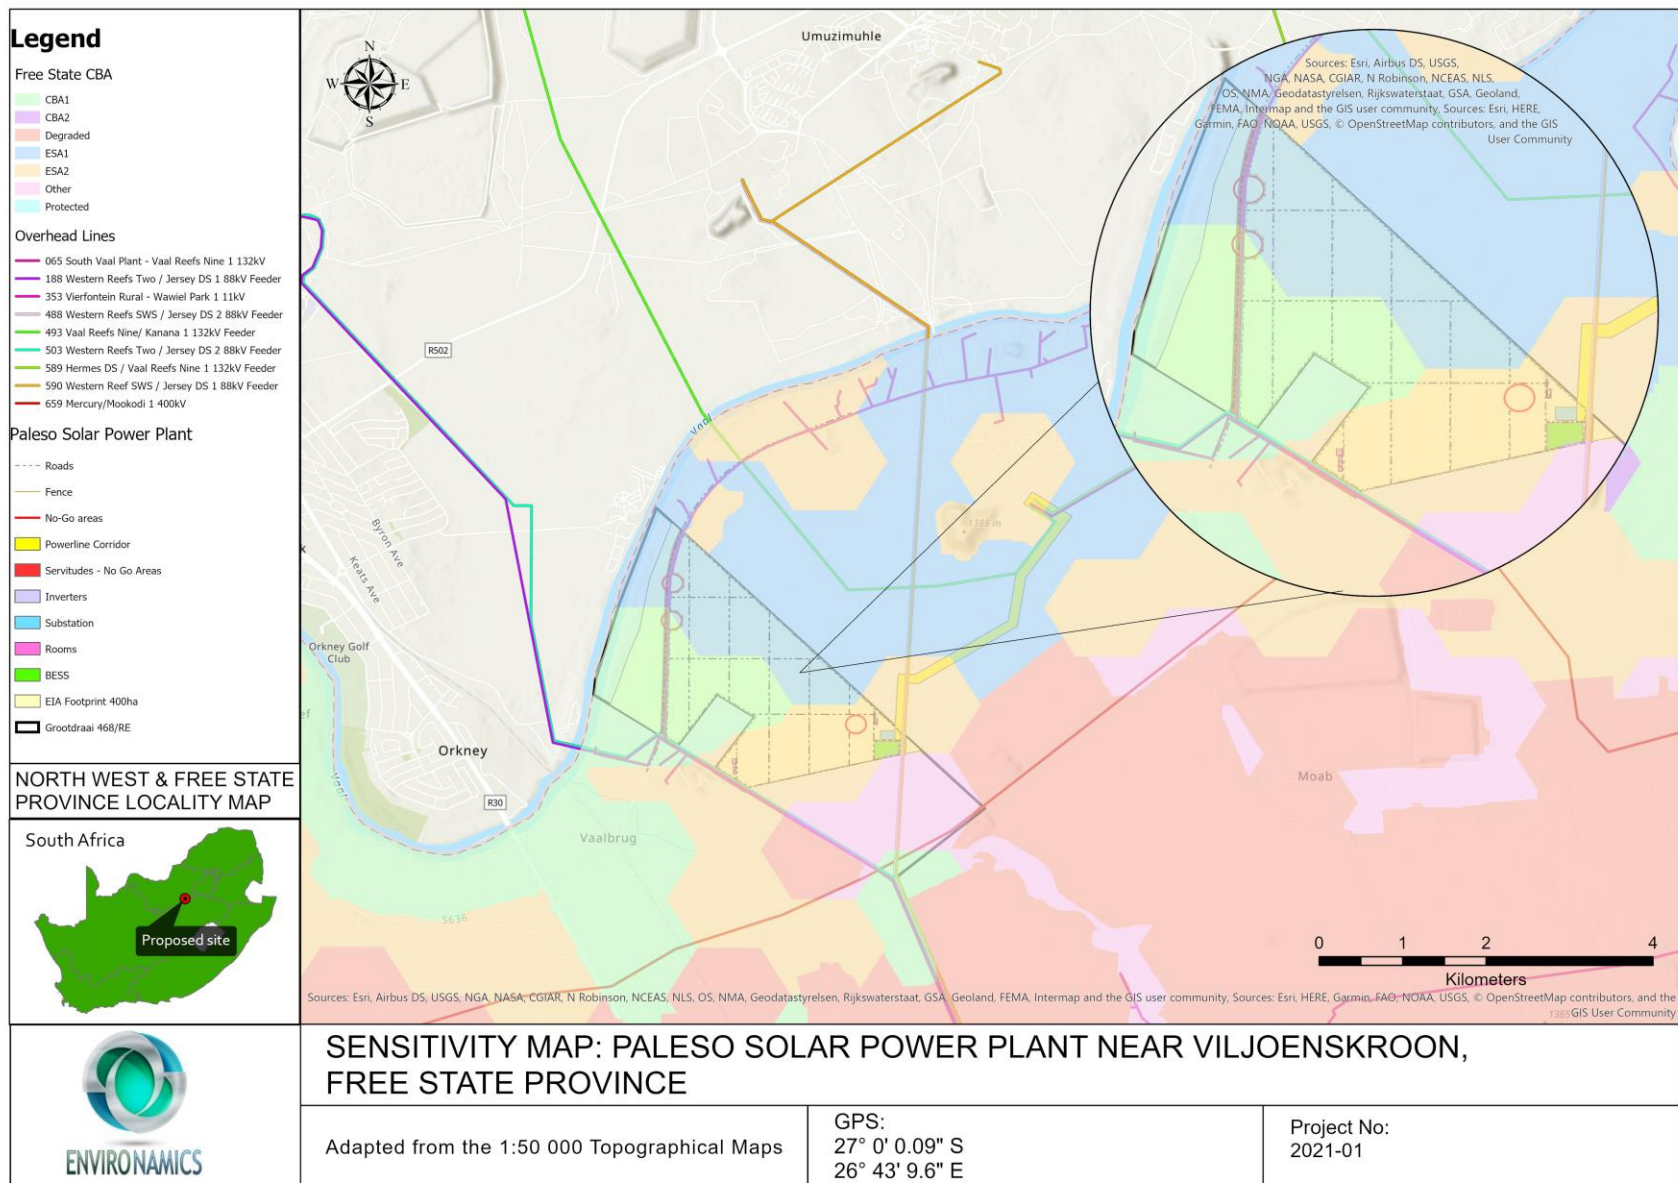 Legend
Free State CBA
CBA1
CBA2
Degraded
ESA1
ESA2
Other
Protected
Overhead Lines
065 South Vaal Plant - Vaal Reefs Nine 1 132kV
188 Western Reefs Two / Jersey DS 1 88kV Feeder
353 Vierfontein Rural - Wawiel Park 1 11kV
488 Western Reefs SWS / Jersey DS 2 88kV Feeder
493 Vaal Reefs Nine/ Kanana 1 132kV Feeder
503 Western Reefs Two / Jersey DS 2 88kV Feeder
589 Hermes DS / Vaal Reefs Nine 1 132kV Feeder
590 Western Reef SWS / Jersey DS 1 88kV Feeder
659 Mercury/Mookodi 1 400kV
Paleso Solar Power Plant
Roads
Fence
No-Go areas
Powerline Corridor
Servitudes - No Go Areas
Inverters
Substation
Rooms
BESS
EIA Footprint 400ha
Grootdraai 468/RE
NORTH WEST & FREE STATE
PROVINCE LOCALITY MAP
South Africa
Proposed site
ENVIRONAMICS
N
W E
S
Umuzimuhle
Sources: Esri, Airbus DS, USGS,
NGA, NASA, CGIAR, N Robinson, NCEAS, NLS,
OS, NMA, Geodatastyrelsen, Rijkswaterstaat, GSA, Geoland,
FEMA, Intermap and the GIS user community, Sources: Esri, HERE,
Garmin, FAO, NOAA, USGS, © OpenStreetMap contributors, and the GIS
User Community
R502
Vaal
Byron Ave
Keats Ave
k
1388 m
Orkney Golf
Club
ef
Orkney
Vaal
R30
Vaalbrug
Moab
S636
0 1 2 4
Kilometers
Sources: Esri, Airbus DS, USGS, NGA, NASA, CGIAR, N Robinson, NCEAS, NLS, OS, NMA, Geodatastyrelsen, Rijkswaterstaat, GSA, Geoland, FEMA, Intermap and the GIS user community, Sources: Esri, HERE, Garmin, FAO, NOAA, USGS, © OpenStreetMap contributors, and the
1365 GIS User Community
SENSITIVITY MAP: PALESO SOLAR POWER PLANT NEAR VILJOENSKROON,
FREE STATE PROVINCE
Adapted from the 1:50 000 Topographical Maps
GPS:
27° 0' 0.09" S
26° 43' 9.6" E
Project No:
2021-01